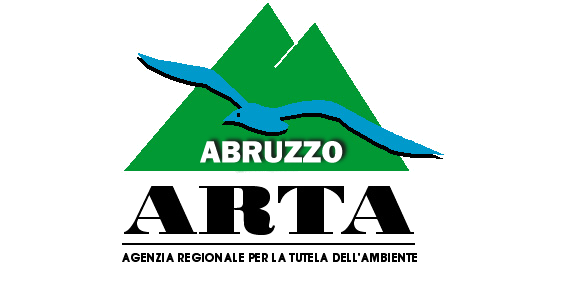 ABRUZZO
ARTA
AGENZIA REGIONALE PER LA TUTELA DELL'AMBIENTE